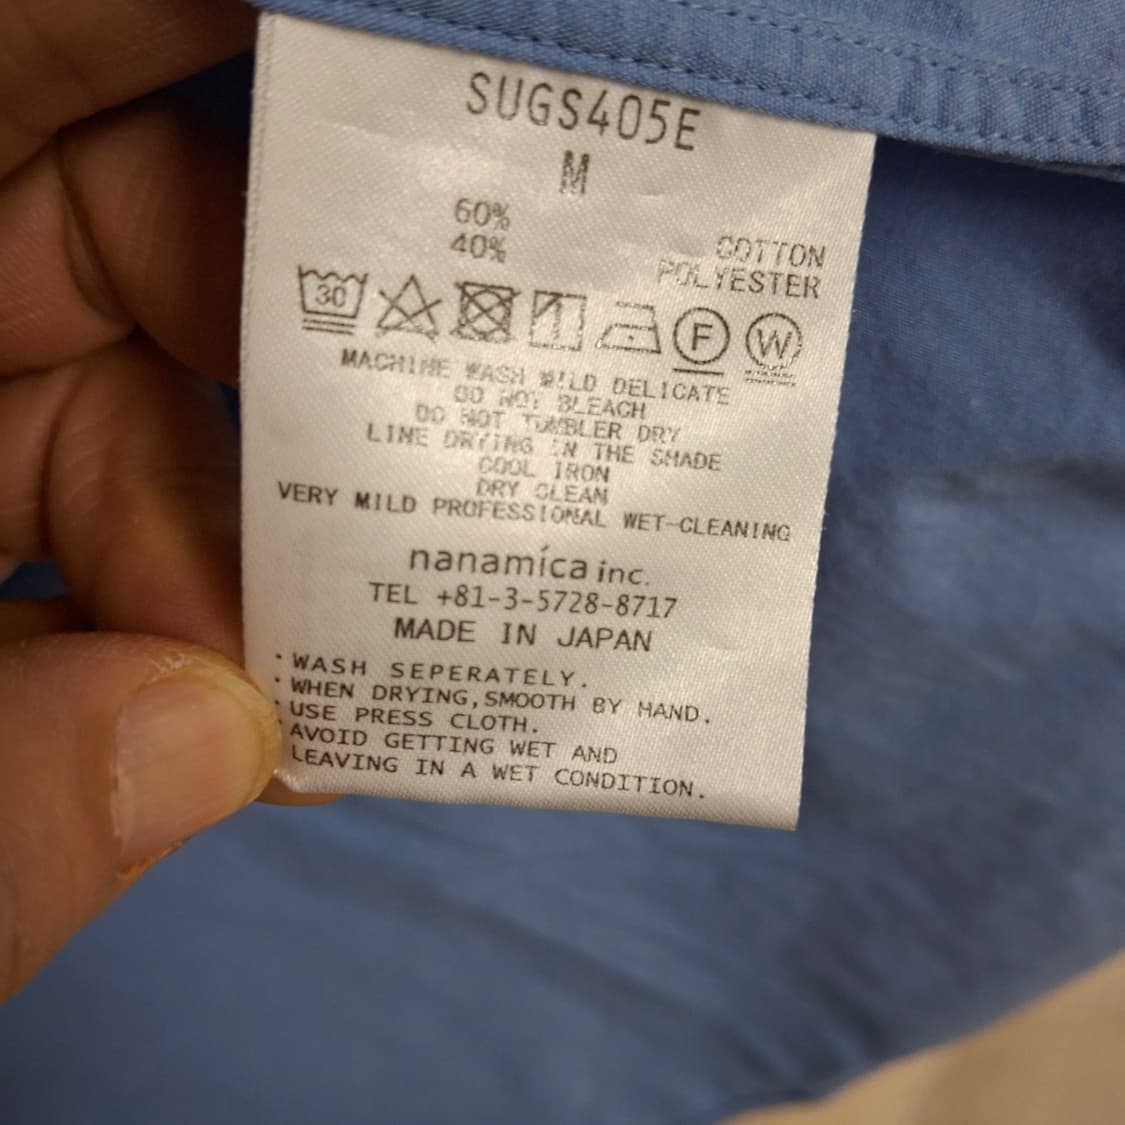 SUGS405E
M
60% COTTON
40% POLYESTER
30 F W
MACHINE WASH MILD DELICATE
DO NOT BLEACH
DO NOT TUMBLER DRY
LINE DRYING IN THE SHADE
COOL IRON
DRY CLEAN
VERY MILD PROFESSIONAL WET-CLEANING
nanamíca inc.
TEL +81-3-5728-8717
MADE IN JAPAN
·WASH SEPERATELY.
·WHEN DRYING,SMOOTH BY HAND.
·USE PRESS CLOTH.
AVOID GETTING WET AND
LEAVING IN A WET CONDITION.